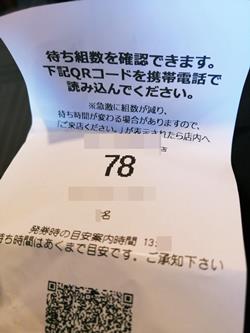 待ち組数を確認できます。
下記QRコードを携帯電話で
読み込んでください。
※急激に組数が減り、
待ち時間が変わる場合がありますので、
「ご来店ください。」が表示されたら店内へ
店
78
名
発券時の目安案内時間 13:
待ち時間はあくまで目安です。ご承知下さい